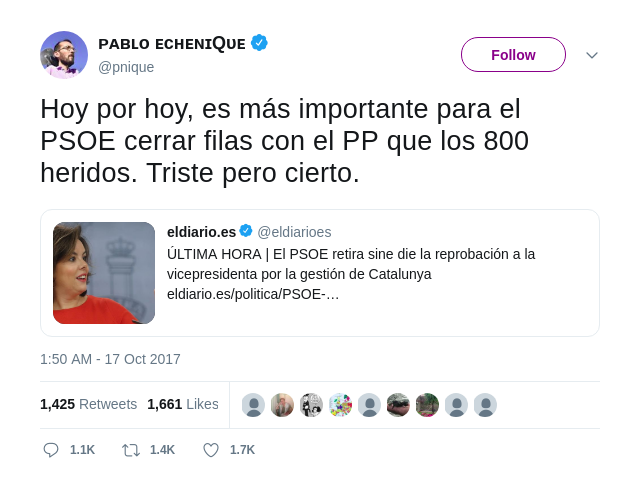 PABLO ECHENIQUE
@pnique
Follow
Hoy por hoy, es más importante para el
PSOE cerrar filas con el PP que los 800
heridos. Triste pero cierto.
eldiario.es @eldiarioes
ÚLTIMA HORA | El PSOE retira sine die la reprobación a la
vicepresidenta por la gestión de Catalunya
eldiario.es/politica/PSOE-…
1:50 AM - 17 Oct 2017
1,425 Retweets 1,661 Likes
1.1K 1.4K 1.7K